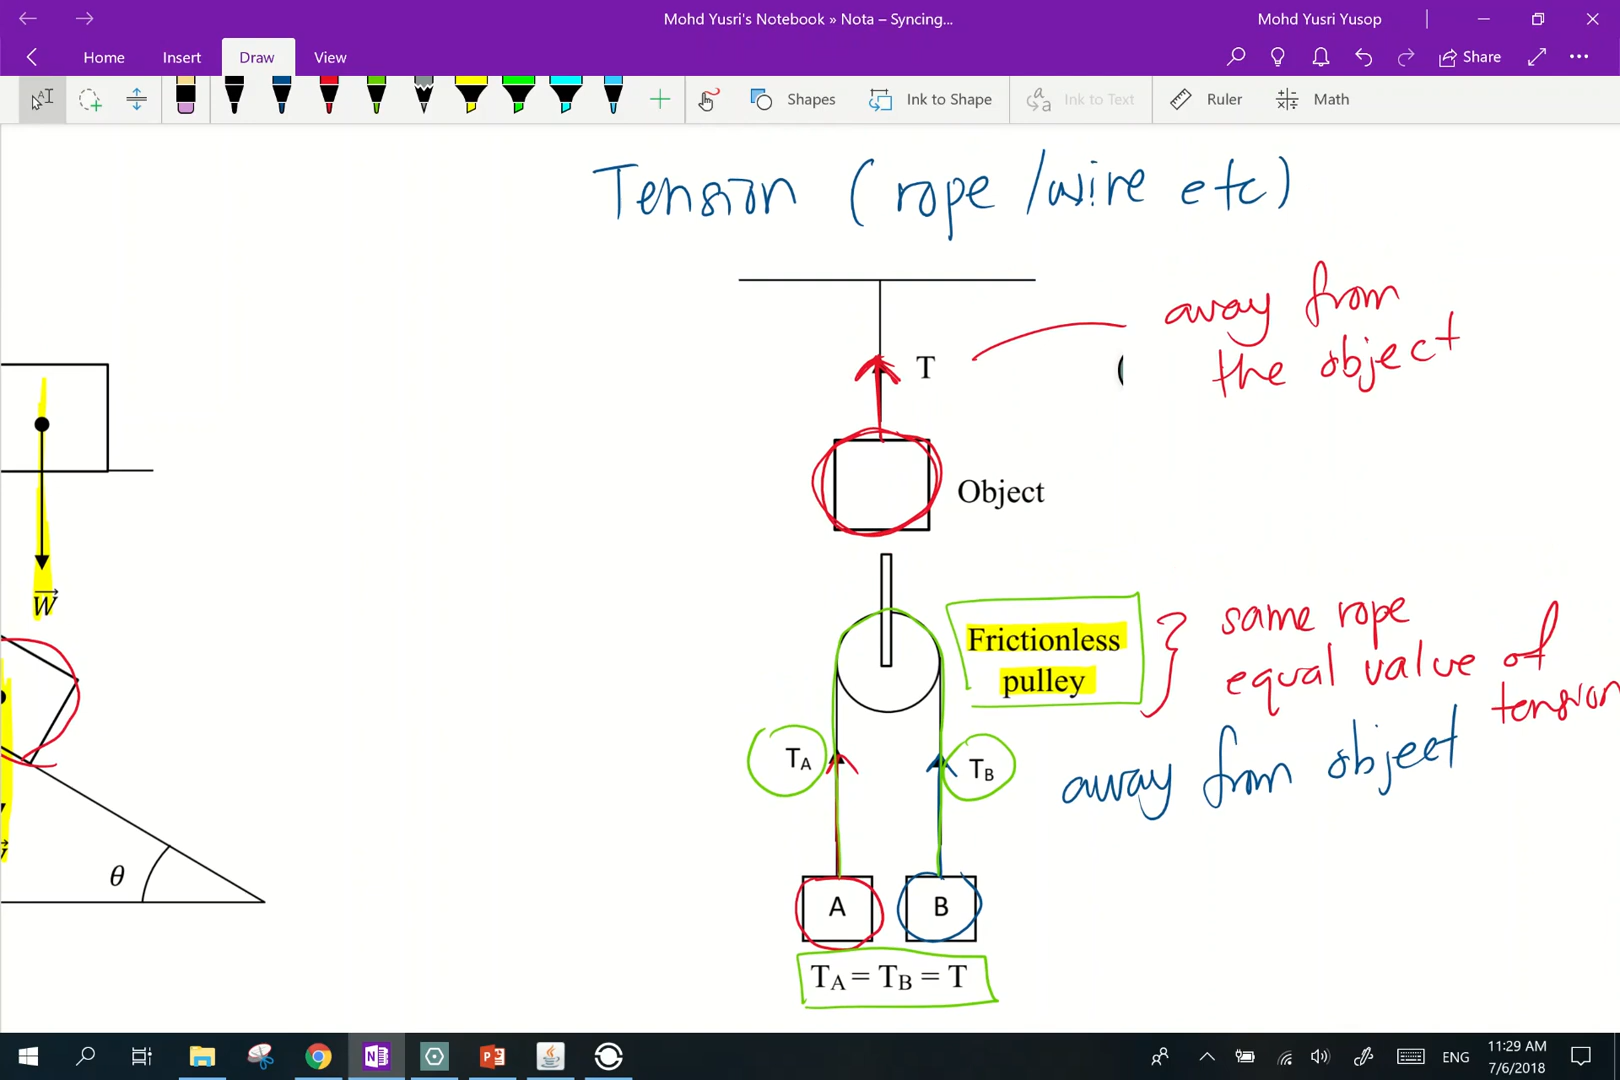 Mohd Yusri's Notebook » Nota – Syncing...
Mohd Yusri Yusop
Home
Insert
Draw
View
Share
Shapes
Ink to Shape
Ink to Text
Ruler
Math
Tension (rope /wire etc)
away from
the object
T
Object
W
Frictionless
pulley
same rope
equal value of
tension
TA
TB
away from object
θ
A
B
TA = TB = T
ENG
11:29 AM
7/6/2018